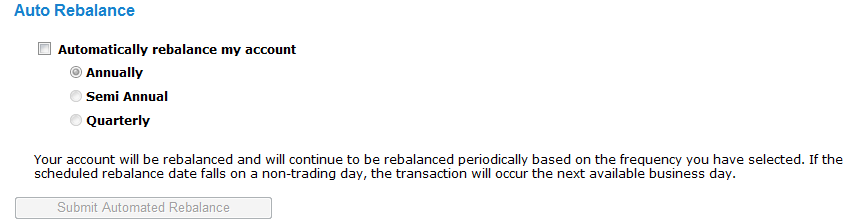 Auto Rebalance
Automatically rebalance my account
Annually
Semi Annual
Quarterly
Your account will be rebalanced and will continue to be rebalanced periodically based on the frequency you have selected. If the
scheduled rebalance date falls on a non-trading day, the transaction will occur the next available business day.
Submit Automated Rebalance